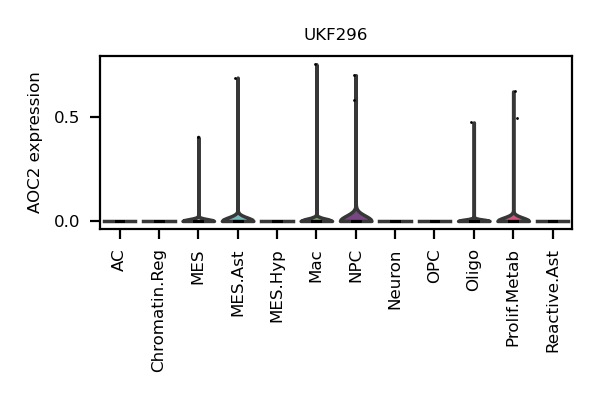 UKF296
AOC2 expression
0.5
0.0
AC
Chromatin.Reg
MES
MES.Ast
MES.Hyp
Mac
NPC
Neuron
OPC
Oligo
Prolif.Metab
Reactive.Ast